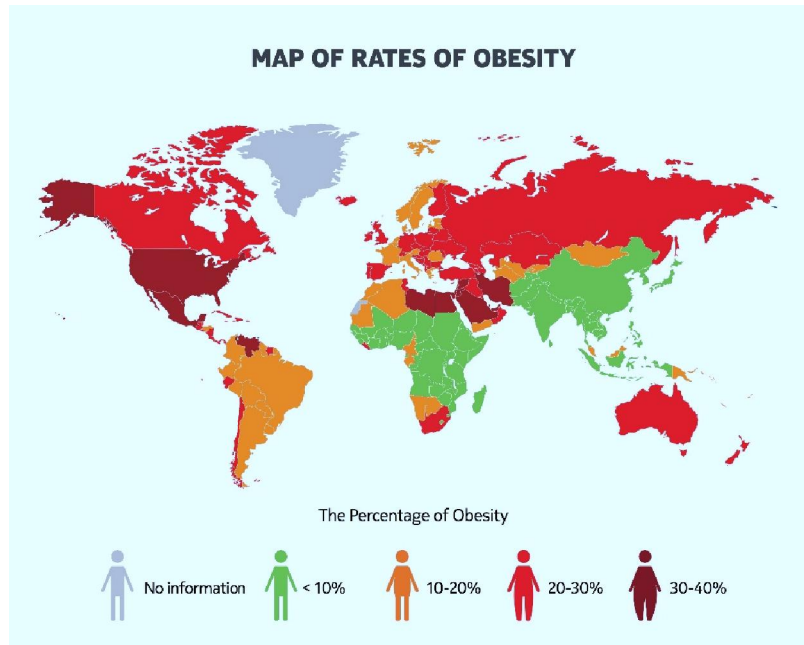 MAP OF RATES OF OBESITY
The Percentage of Obesity
No information
< 10%
10-20%
20-30%
30-40%